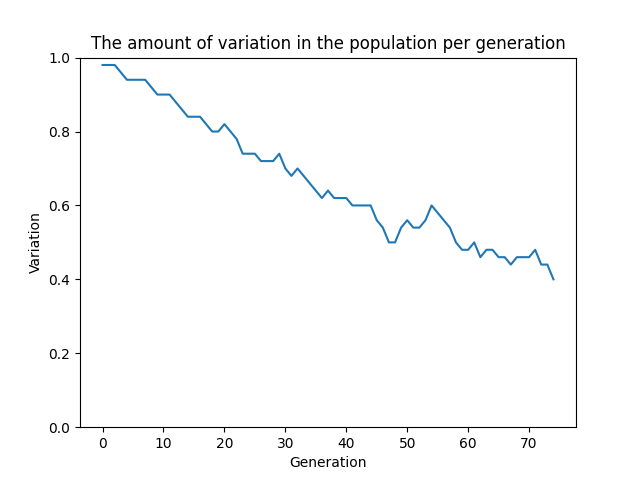 The amount of variation in the population per generation
1.0
0.8
0.6
0.4
0.2
0.0
Variation
0 10 20 30 40 50 60 70
Generation